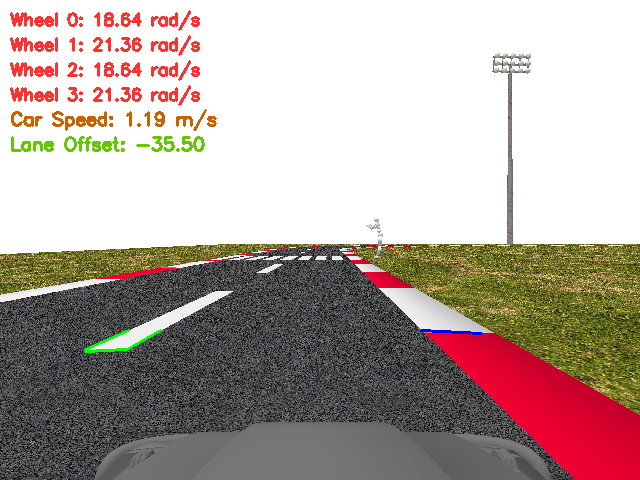 Wheel 0: 18.64 rad/s
Wheel 1: 21.36 rad/s
Wheel 2: 18.64 rad/s
Wheel 3: 21.36 rad/s
Car Speed: 1.19 m/s
Lane Offset: -35.50